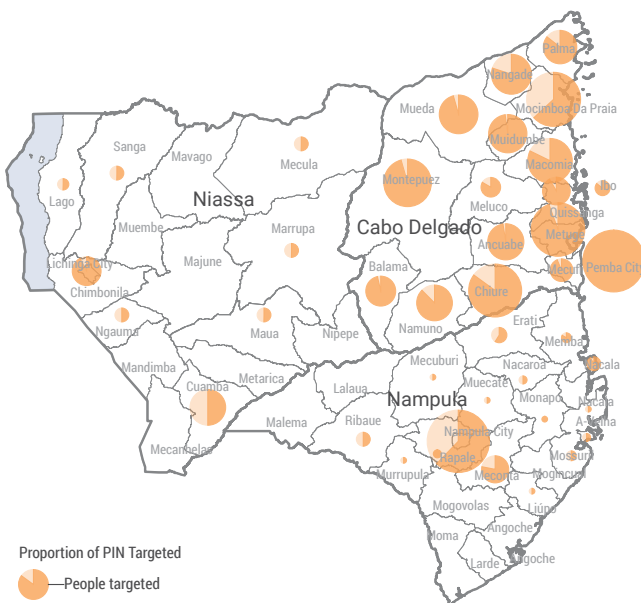 Palma
Nangade
Mueda
Mocimboa Da Praia
Muidumbe
Sanga
Mavago
Mecula
Macomia
Montepuez
Lago
Niassa
Meluco
Ibo
Quissanga
Muembe
Marrupa
Cabo Delgado
Metuge
Ancuabe
Majune
Lichinga City
Balama
Mecufi
Pemba City
Chimbonila
Chiure
Namuno
Ngauma
Maua
Nipepe
Erati
Memba
Mandimba
Mecuburi
Nacaroa
Nacala
Metarica
Lalaua
Muecate
Cuamba
Nampula
Monapo
Nacala
A-Velha
Malema
Ribaue
Nampula City
Mecanhelas
Rapale
Mossuril
Murrupula
Meconta
Mogincual
Mogovolas
Liúpo
Angoche
Moma
Larde
Angoche
Proportion of PIN Targeted
People targeted